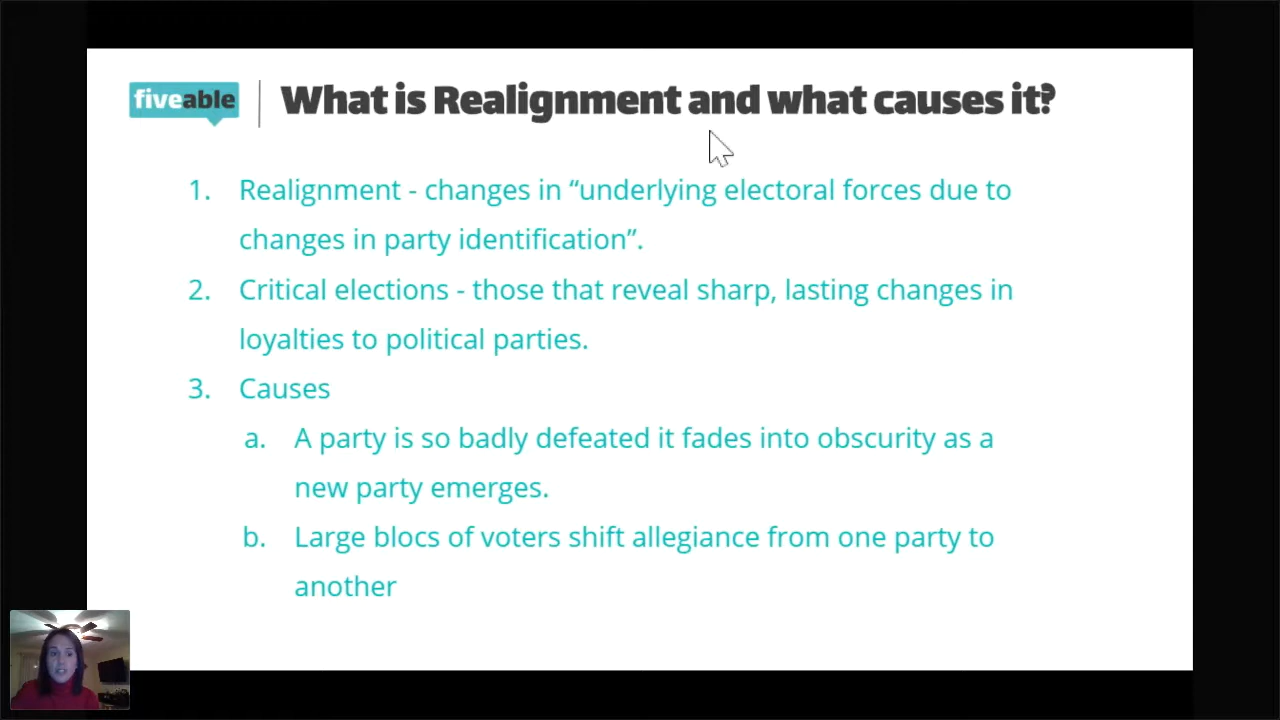 fiveable
What is Realignment and what causes it?
1. Realignment - changes in “underlying electoral forces due to
changes in party identification”.
2. Critical elections - those that reveal sharp, lasting changes in
loyalties to political parties.
3. Causes
a. A party is so badly defeated it fades into obscurity as a
new party emerges.
b. Large blocs of voters shift allegiance from one party to
another